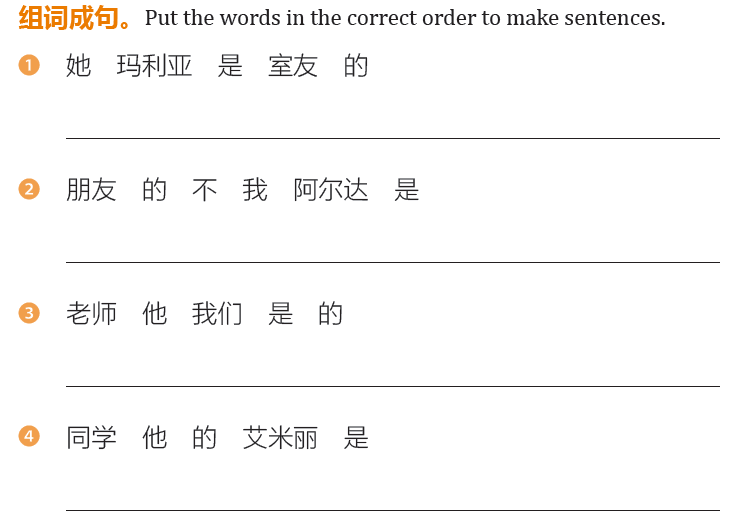 组词成句。Put the words in the correct order to make sentences.
1 她 玛利亚 是 室友 的
2 朋友 的 不 我 阿尔达 是
3 老师 他 我们 是 的
4 同学 他 的 艾米丽 是